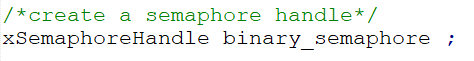 /*create a semaphore handle*/
xSemaphoreHandle binary_semaphore ;